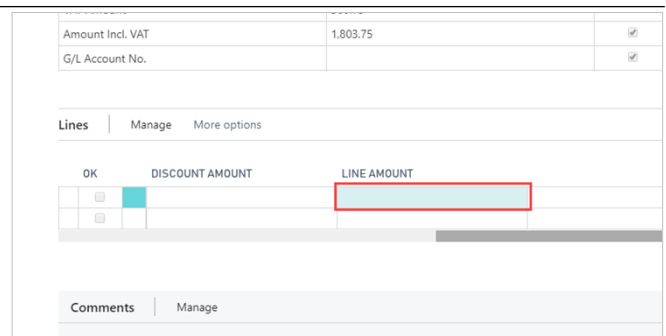 Amount Incl. VAT 1,803.75
G/L Account No.
Lines Manage More options
OK DISCOUNT AMOUNT LINE AMOUNT
Comments Manage